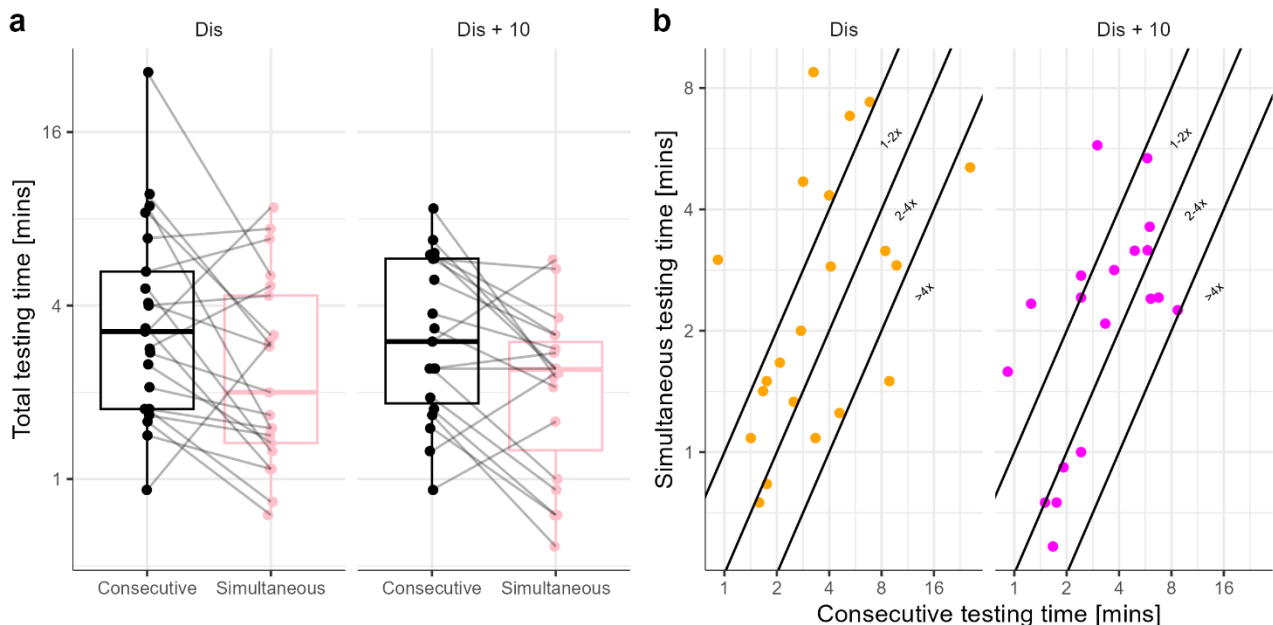 a
Dis
Dis + 10
Total testing time [mins]
16
4
1
Consecutive
Simultaneous
Consecutive
Simultaneous
b
Dis
Dis + 10
Simultaneous testing time [mins]
8
4
2
1
1-2x
2-4x
>4x
1-2x
2-4x
>4x
1
2
4
8
16
1
2
4
8
16
Consecutive testing time [mins]